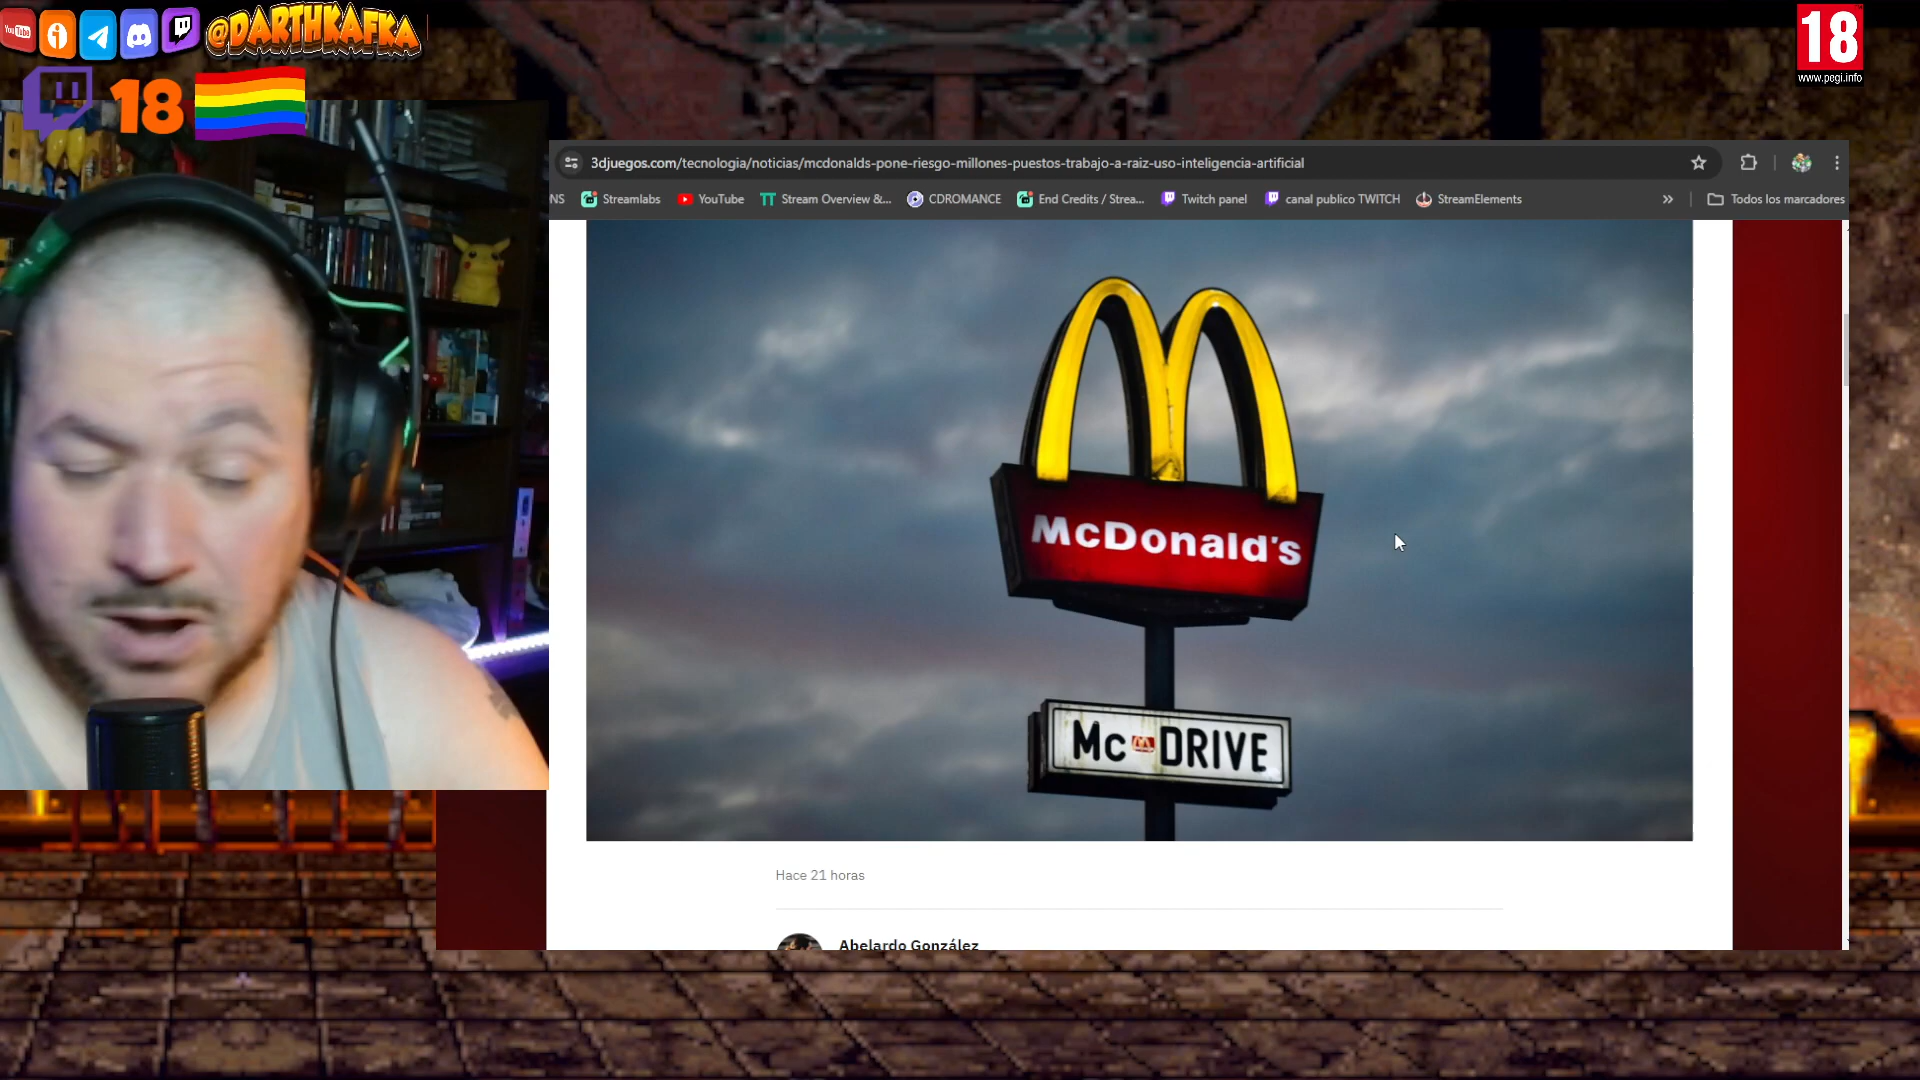 YouTube
@DARTHKAFKA
18
www.pegi.info
18
3djuegos.com/tecnologia/noticias/mcdonalds-pone-riesgo-millones-puestos-trabajo-a-raiz-uso-inteligencia-artificial
NS Streamlabs YouTube Stream Overview &... CDROMANCE End Credits / Strea... Twitch panel canal publico TWITCH StreamElements » Todos los marcadores
McDonald's
Mc DRIVE
Hace 21 horas
Abelardo González